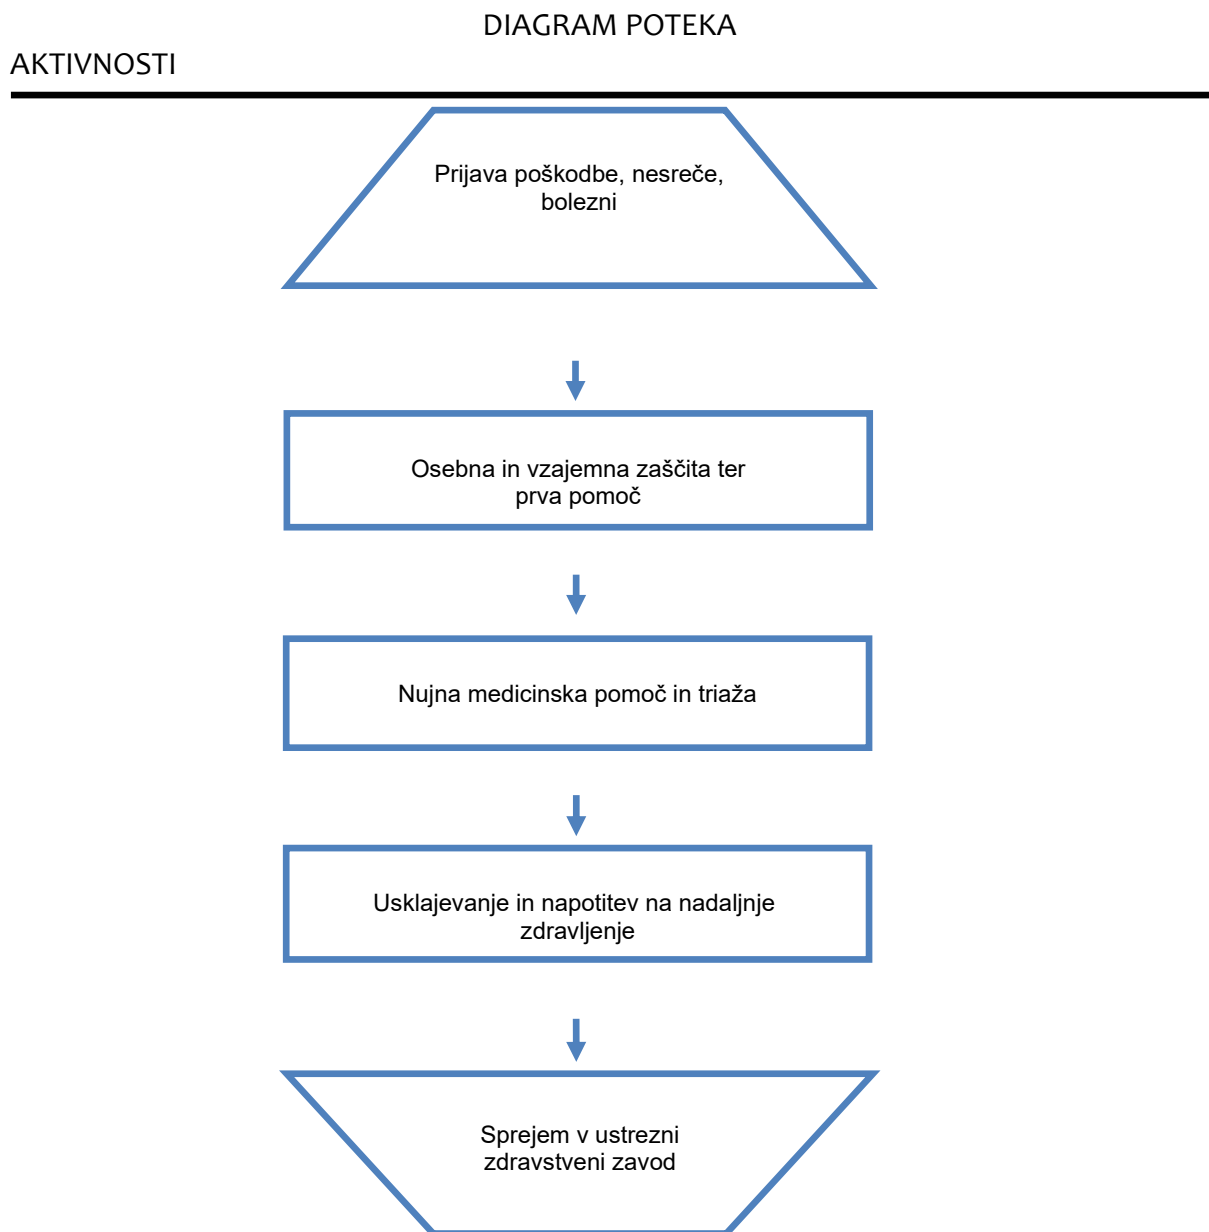 DIAGRAM POTEKA
AKTIVNOSTI
Prijava poškodbe, nesreče,
bolezni
Osebna in vzajemna zaščita ter
prva pomoč
Nujna medicinska pomoč in triaža
Usklajevanje in napotitev na nadaljnje
zdravljenje
Sprejem v ustrezni
zdravstveni zavod